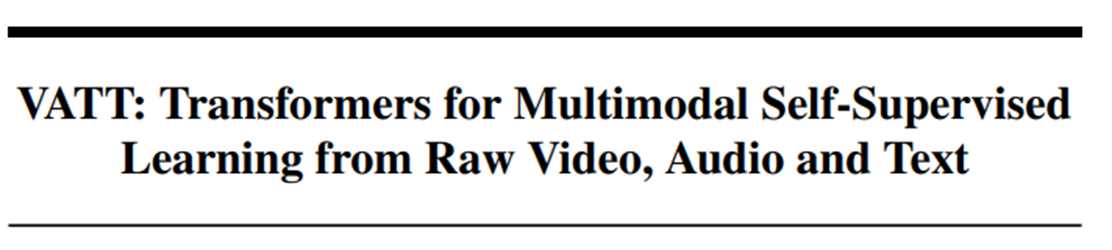 VATT: Transformers for Multimodal Self-Supervised
Learning from Raw Video, Audio and Text